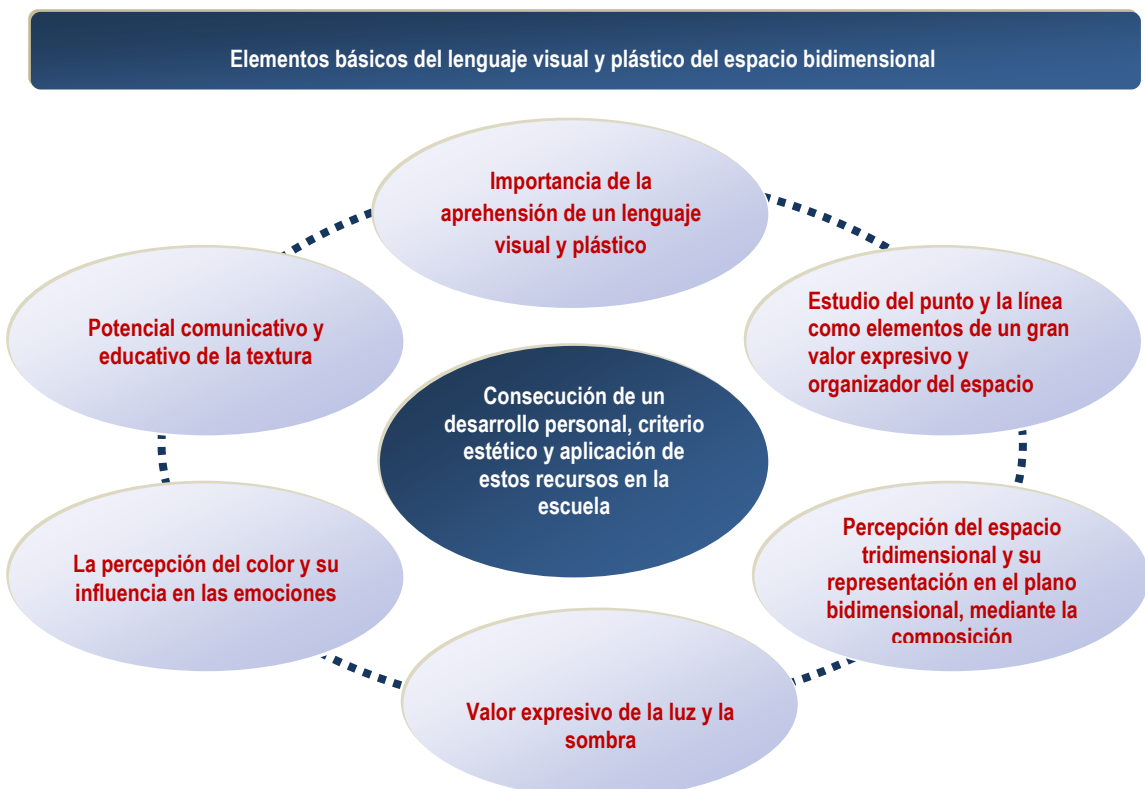 Elementos básicos del lenguaje visual y plástico del espacio bidimensional
Importancia de la
aprehensión de un lenguaje
visual y plástico
Estudio del punto y la línea
como elementos de un gran
valor expresivo y
organizador del espacio
Percepción del espacio
tridimensional y su
representación en el plano
bidimensional, mediante la
composición
Valor expresivo de la luz y la
sombra
La percepción del color y su
influencia en las emociones
Potencial comunicativo y
educativo de la textura
Consecución de un
desarrollo personal, criterio
estético y aplicación de
estos recursos en la
escuela